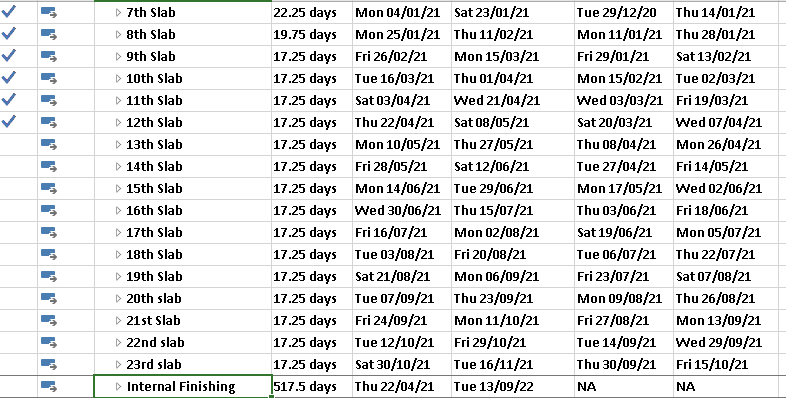 7th Slab 22.25 days Mon 04/01/21 Sat 23/01/21 Tue 29/12/20 Thu 14/01/21
8th Slab 19.75 days Mon 25/01/21 Thu 11/02/21 Mon 11/01/21 Thu 28/01/21
9th Slab 17.25 days Fri 26/02/21 Mon 15/03/21 Fri 29/01/21 Sat 13/02/21
10th Slab 17.25 days Tue 16/03/21 Thu 01/04/21 Mon 15/02/21 Tue 02/03/21
11th Slab 17.25 days Sat 03/04/21 Wed 21/04/21 Wed 03/03/21 Fri 19/03/21
12th Slab 17.25 days Thu 22/04/21 Sat 08/05/21 Sat 20/03/21 Wed 07/04/21
13th Slab 17.25 days Mon 10/05/21 Thu 27/05/21 Thu 08/04/21 Mon 26/04/21
14th Slab 17.25 days Fri 28/05/21 Sat 12/06/21 Tue 27/04/21 Fri 14/05/21
15th Slab 17.25 days Mon 14/06/21 Tue 29/06/21 Mon 17/05/21 Wed 02/06/21
16th Slab 17.25 days Wed 30/06/21 Thu 15/07/21 Thu 03/06/21 Fri 18/06/21
17th Slab 17.25 days Fri 16/07/21 Mon 02/08/21 Sat 19/06/21 Mon 05/07/21
18th Slab 17.25 days Tue 03/08/21 Fri 20/08/21 Tue 06/07/21 Thu 22/07/21
19th Slab 17.25 days Sat 21/08/21 Mon 06/09/21 Fri 23/07/21 Sat 07/08/21
20th slab 17.25 days Tue 07/09/21 Thu 23/09/21 Mon 09/08/21 Thu 26/08/21
21st Slab 17.25 days Fri 24/09/21 Mon 11/10/21 Fri 27/08/21 Mon 13/09/21
22nd slab 17.25 days Tue 12/10/21 Fri 29/10/21 Tue 14/09/21 Wed 29/09/21
23rd slab 17.25 days Sat 30/10/21 Tue 16/11/21 Thu 30/09/21 Fri 15/10/21
Internal Finishing 517.5 days Thu 22/04/21 Tue 13/09/22 NA NA